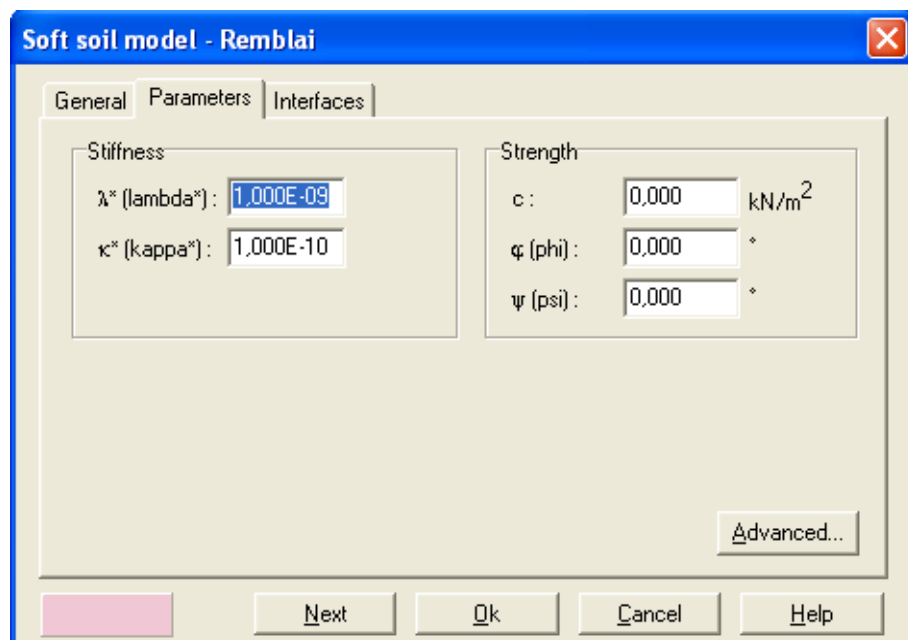 Soft soil model - Remblai
General Parameters Interfaces
Stiffness
λ* (lambda*) : 1,000E-09
κ* (kappa*) : 1,000E-10
Strength
c : 0,000 kN/m²
φ (phi) : 0,000 °
ψ (psi) : 0,000 °
Advanced...
Next Ok Cancel Help